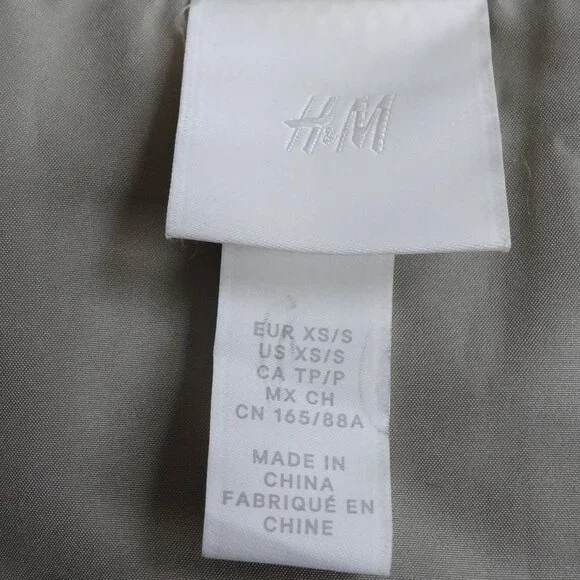 H&M
EUR XS/S
US XS/S
CA TP/P
MX CH
CN 165/88A
MADE IN
CHINA
FABRIQUÉ EN
CHINE